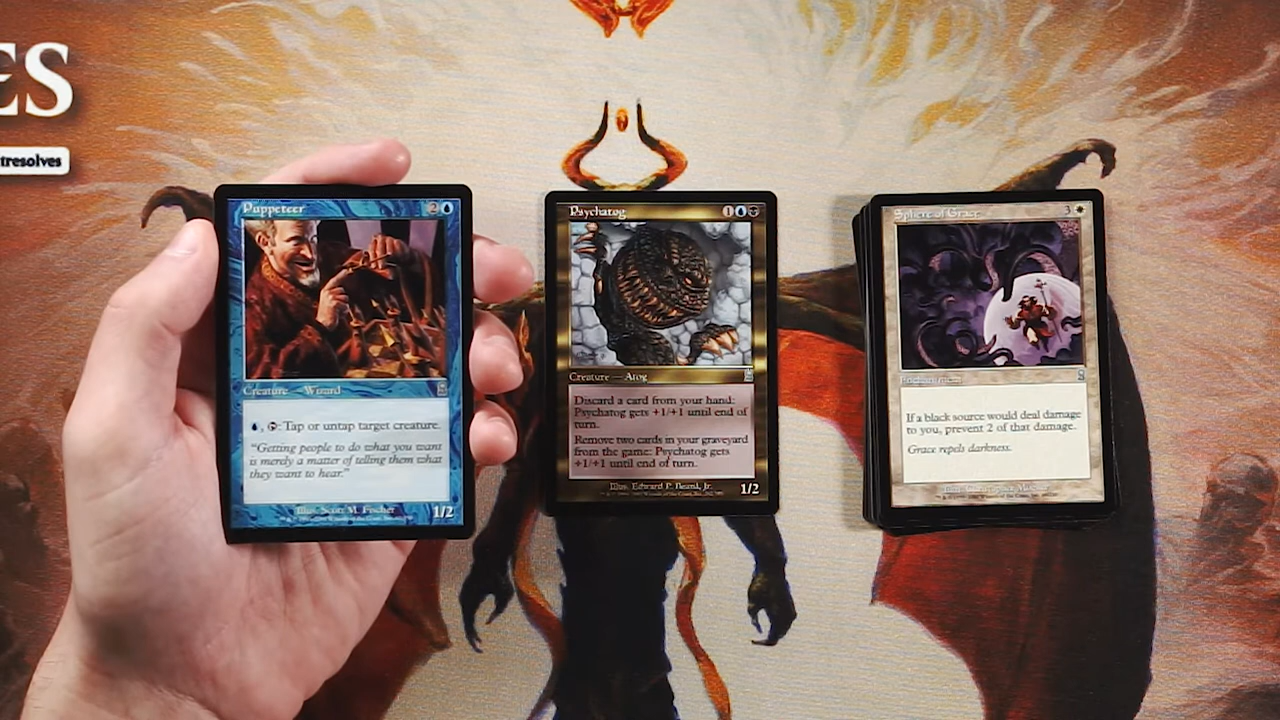 ES
tresolves
Puppeteer 2
Creature — Wizard
: Tap or untap target creature.
"Getting people to do what you want
is merely a matter of telling them what
they want to hear."
Illus. Scott M. Fischer
1/2
Psychatog 1
Creature — Atog
Discard a card from your hand:
Psychatog gets +1/+1 until end of
turn.
Remove two cards in your graveyard
from the game: Psychatog gets
+1/+1 until end of turn.
Illus. Edward P. Beard, Jr.
1/2
Sphere of Grace 3
Enchantment
If a black source would deal damage
to you, prevent 2 of that damage.
Grace repels darkness.